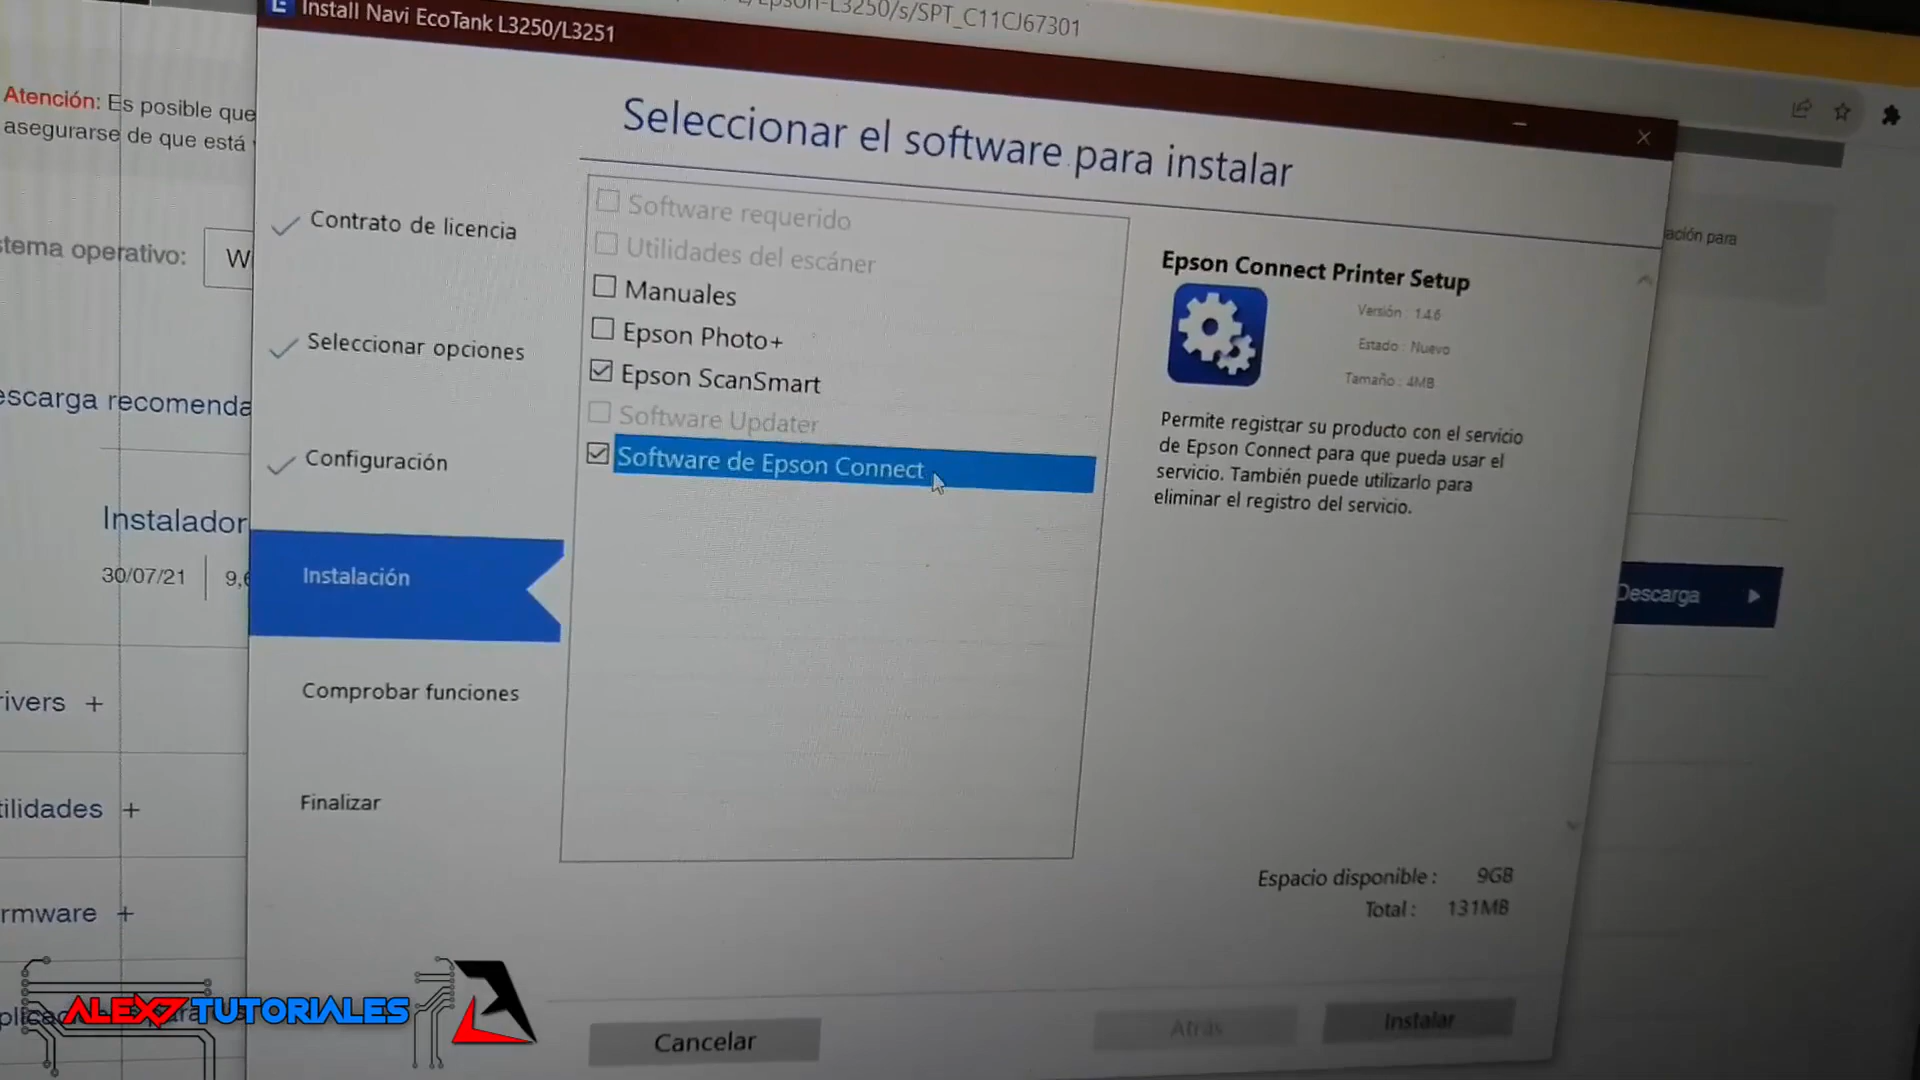 Epson-L3250/s/SPT_C11CJ67301
Install Navi EcoTank L3250/L3251
Atención: Es posible que
asegurarse de que está
Seleccionar el software para instalar
Contrato de licencia
Seleccionar opciones
Configuración
Instalación
Comprobar funciones
Finalizar
Software requerido
Utilidades del escáner
Manuales
Epson Photo+
Epson ScanSmart
Software Updater
Software de Epson Connect
Epson Connect Printer Setup
Versión : 1.4.6
Estado : Nuevo
Tamaño : 4MB
Permite registrar su producto con el servicio
de Epson Connect para que pueda usar el
servicio. También puede utilizarlo para
eliminar el registro del servicio.
Espacio disponible : 9GB
Total : 131MB
Cancelar
Atrás
Instalar
stema operativo: W
ación para
escarga recomenda
Instalador
30/07/21
Descarga
rivers +
tilidades +
rmware +
ALEX7 TUTORIALES